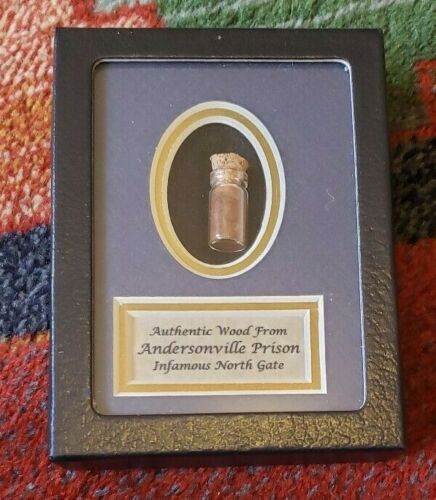 Authentic Wood From
Andersonville Prison
Infamous North Gate